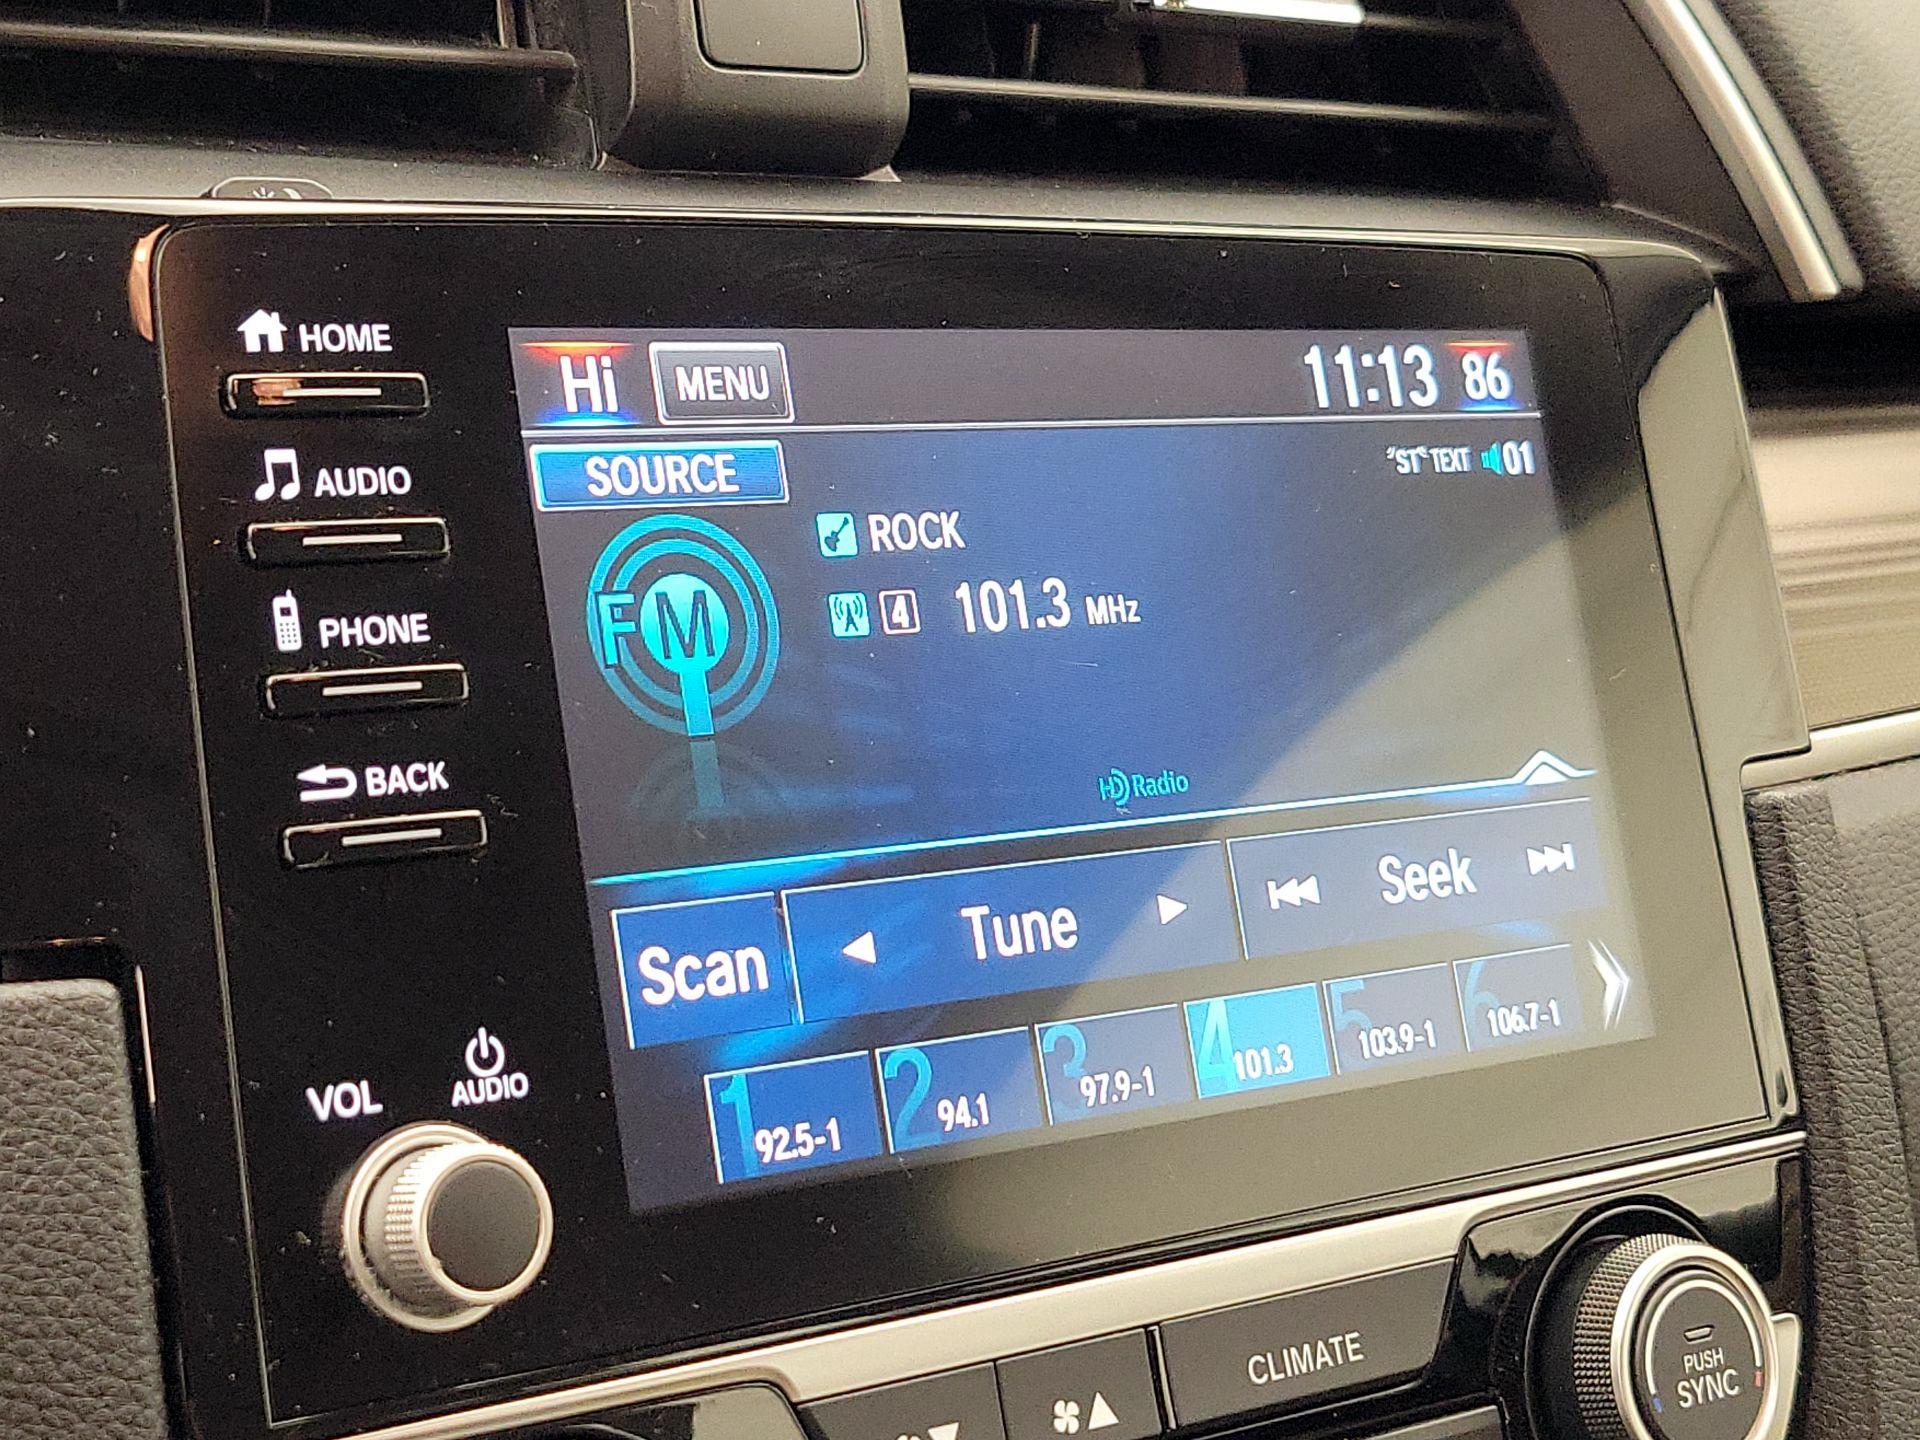 HOME
Hi MENU 11:13 86
SOURCE "ST" TEXT 01
AUDIO
ROCK
FM 4 101.3 MHz
PHONE
BACK
HD Radio
Scan Tune Seek
1 92.5-1 2 94.1 3 97.9-1 4 101.3 5 103.9-1 6 106.7-1
VOL AUDIO
CLIMATE
PUSH
SYNC